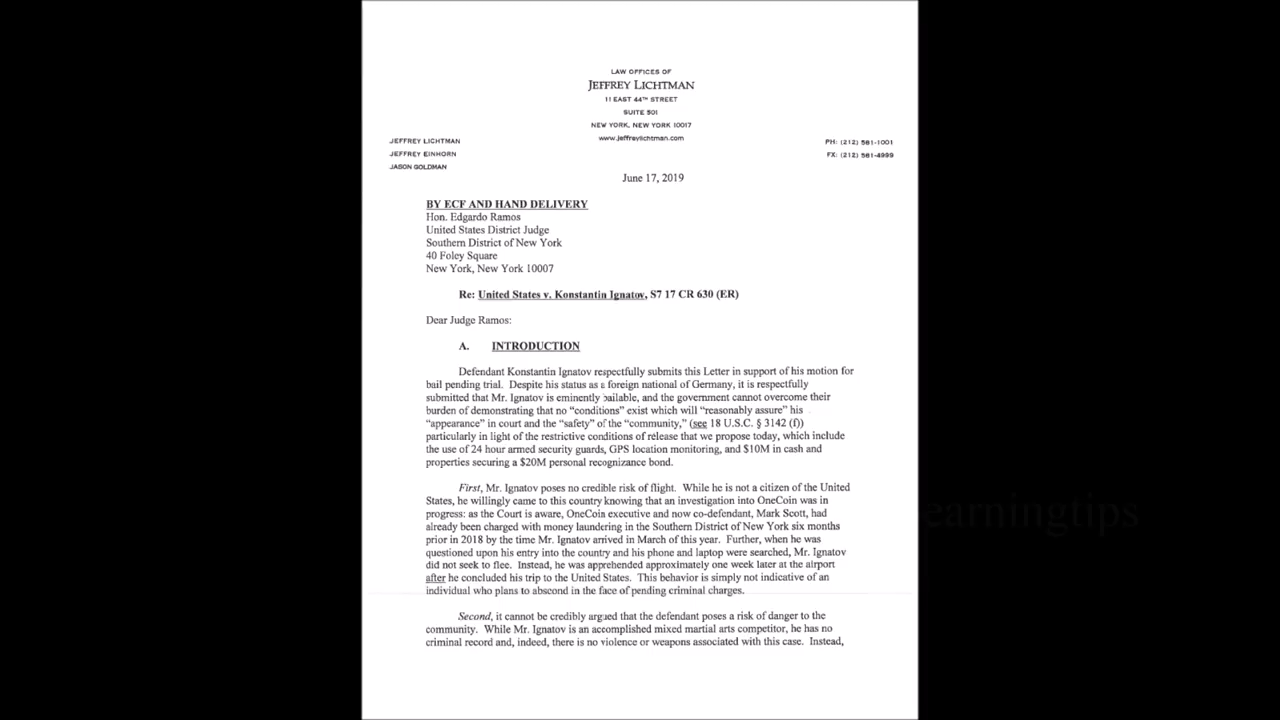 LAW OFFICES OF
JEFFREY LICHTMAN
11 EAST 44TH STREET
SUITE 501
NEW YORK, NEW YORK 10017
www.jeffreylichtman.com
JEFFREY LICHTMAN
JEFFREY EINHORN
JASON GOLDMAN
PH: (212) 581-1001
FX: (212) 581-4999
June 17, 2019
BY ECF AND HAND DELIVERY
Hon. Edgardo Ramos
United States District Judge
Southern District of New York
40 Foley Square
New York, New York 10007
Re: United States v. Konstantin Ignatov, S7 17 CR 630 (ER)
Dear Judge Ramos:
A. INTRODUCTION
Defendant Konstantin Ignatov respectfully submits this Letter in support of his motion for
bail pending trial. Despite his status as a foreign national of Germany, it is respectfully
submitted that Mr. Ignatov is eminently bailable, and the government cannot overcome their
burden of demonstrating that no “conditions” exist which will “reasonably assure” his
“appearance” in court and the “safety” of the “community,” (see 18 U.S.C. § 3142 (f))
particularly in light of the restrictive conditions of release that we propose today, which include
the use of 24 hour armed security guards, GPS location monitoring, and $10M in cash and
properties securing a $20M personal recognizance bond.
First, Mr. Ignatov poses no credible risk of flight. While he is not a citizen of the United
States, he willingly came to this country knowing that an investigation into OneCoin was in
progress: as the Court is aware, OneCoin executive and now co-defendant, Mark Scott, had
already been charged with money laundering in the Southern District of New York six months
prior in 2018 by the time Mr. Ignatov arrived in March of this year. Further, when he was
questioned upon his entry into the country and his phone and laptop were searched, Mr. Ignatov
did not seek to flee. Instead, he was apprehended approximately one week later at the airport
after he concluded his trip to the United States. This behavior is simply not indicative of an
individual who plans to abscond in the face of pending criminal charges.
Second, it cannot be credibly argued that the defendant poses a risk of danger to the
community. While Mr. Ignatov is an accomplished mixed martial arts competitor, he has no
criminal record and, indeed, there is no violence or weapons associated with this case. Instead,
earningtips